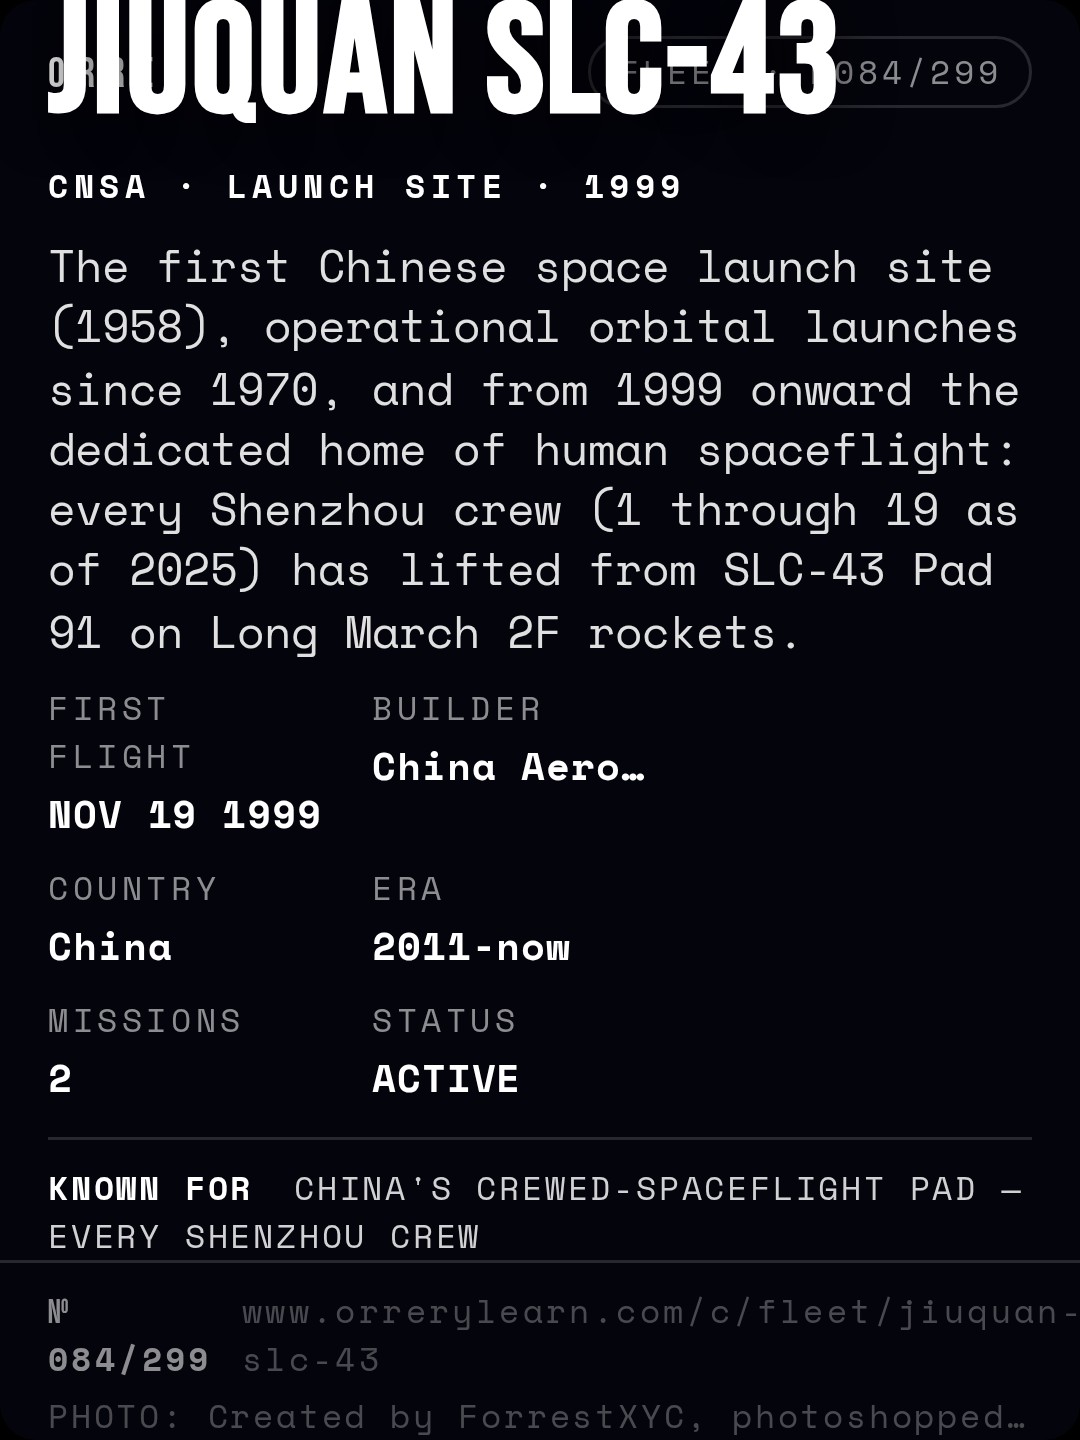 JIUQUAN SLC-43
084/299
CNSA · LAUNCH SITE · 1999
The first Chinese space launch site
(1958), operational orbital launches
since 1970, and from 1999 onward the
dedicated home of human spaceflight:
every Shenzhou crew (1 through 19 as
of 2025) has lifted from SLC-43 Pad
91 on Long March 2F rockets.
FIRST FLIGHT
NOV 19 1999
BUILDER
China Aero…
COUNTRY
China
ERA
2011-now
MISSIONS
2
STATUS
ACTIVE
KNOWN FOR CHINA'S CREWED-SPACEFLIGHT PAD —
EVERY SHENZHOU CREW
Nº
084/299
www.orrerylearn.com/c/fleet/jiuquan-
slc-43
PHOTO: Created by ForrestXYC, photoshopped…